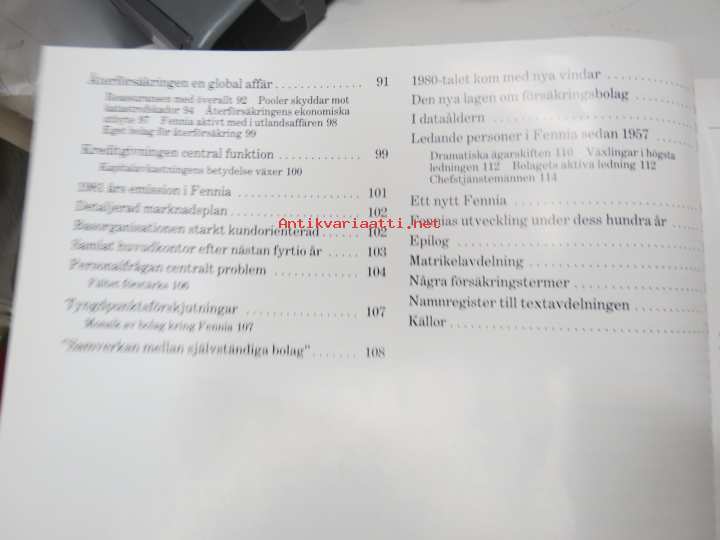 Återförsäkringen en global affär.............. 91
med överallt 92 Pooler skyddar mot
94 Återförsäkringens ekonomiska
97 Fennia aktivt med i utlandsaffären 98
Eget bolag för återförsäkring 99
Kreditgivningen central funktion ............. 99
Kapitalavkastningens betydelse växer 100
1982 års emission i Fennia .................. 101
Detaljerad marknadsplan .................... 102
Basorganisationen starkt kundorienterad ...... 102
Samlat huvudkontor efter nästan fyrtio år ..... 103
Personalfrågan centralt problem .............. 104
Fältet förstärks 106
Tyngdpunktsförskjutningar ................... 107
Mosaik av bolag kring Fennia 107
"Samverkan mellan självständiga bolag"....... 108
1980-talet kom med nya vindar ..............
Den nya lagen om försäkringsbolag ..........
I dataåldern ..............................
Ledande personer i Fennia sedan 1957 ........
Dramatiska ägarskiften 110 Växlingar i högsta
ledningen 112 Bolagets aktiva ledning 112
Chefstjänstemännen 114
Ett nytt Fennia ............................
Fennias utveckling under dess hundra år ......
Epilog ....................................
Matrikelavdelning ..........................
Några försäkringstermer ....................
Namnregister till textavdelningen ...........
Källor ....................................
Antikvariaatti.net